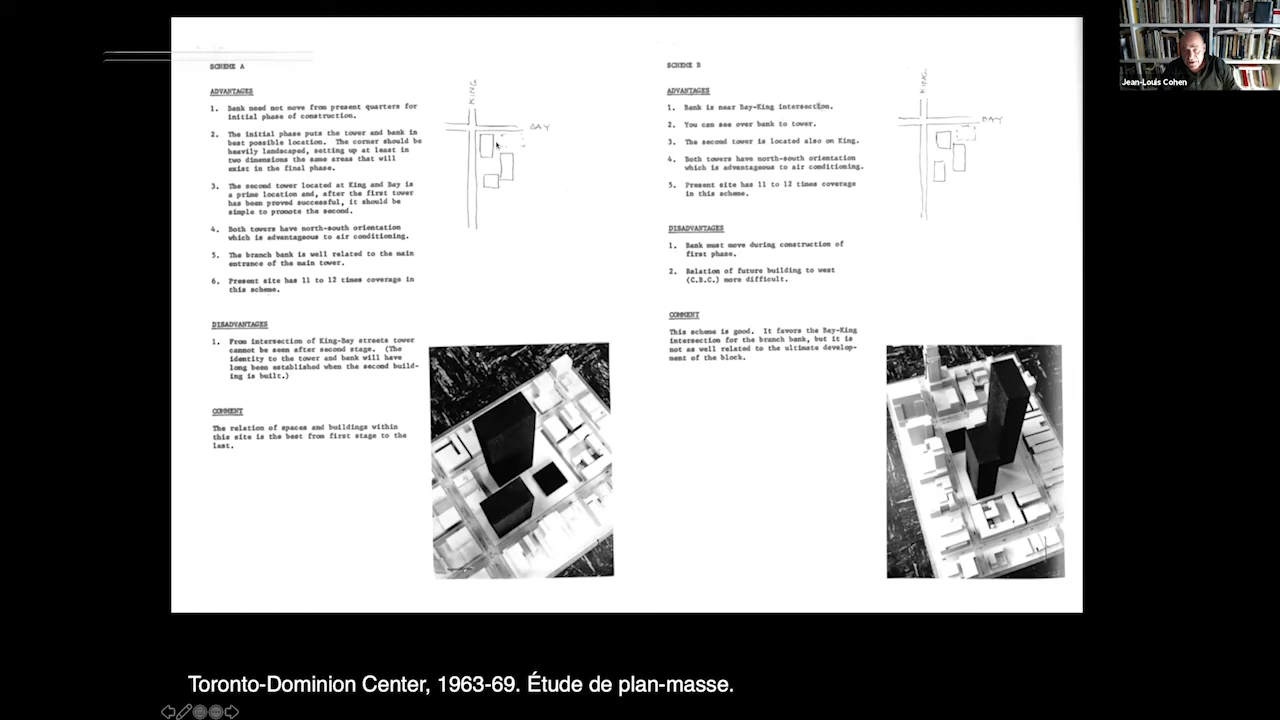 SCHEME A
ADVANTAGES
1. Bank need not move from present quarters for
initial phase of construction.
2. The initial phase puts the tower and bank in
best possible location. The corner should be
heavily landscaped, setting up at least in
two dimensions the same areas that will
exist in the final phase.
3. The second tower located at King and Bay is
a prime location and, after the first tower
has been proved successful, it should be
simple to promote the second.
4. Both towers have north-south orientation
which is advantageous to air conditioning.
5. The branch bank is well related to the main
entrance of the main tower.
6. Present site has 11 to 12 times coverage in
this scheme.
DISADVANTAGES
1. From intersection of King-Bay streets tower
cannot be seen after second stage. (The
identity to the tower and bank will have
long been established when the second build-
ing is built.)
COMMENT
The relation of spaces and buildings within
this site is the best from first stage to the
last.
KING
BAY
SCHEME B
ADVANTAGES
1. Bank is near Bay-King intersection.
2. You can see over bank to tower.
3. The second tower is located also on King.
4. Both towers have north-south orientation
which is advantageous to air conditioning.
5. Present site has 11 to 12 times coverage
in this scheme.
DISADVANTAGES
1. Bank must move during construction of
first phase.
2. Relation of future building to west
(C.B.C.) more difficult.
COMMENT
This scheme is good. It favors the Bay-King
intersection for the branch bank, but it is
not as well related to the ultimate develop-
ment of the block.
KING
BAY
Jean-Louis Cohen
Toronto-Dominion Center, 1963-69. Étude de plan-masse.